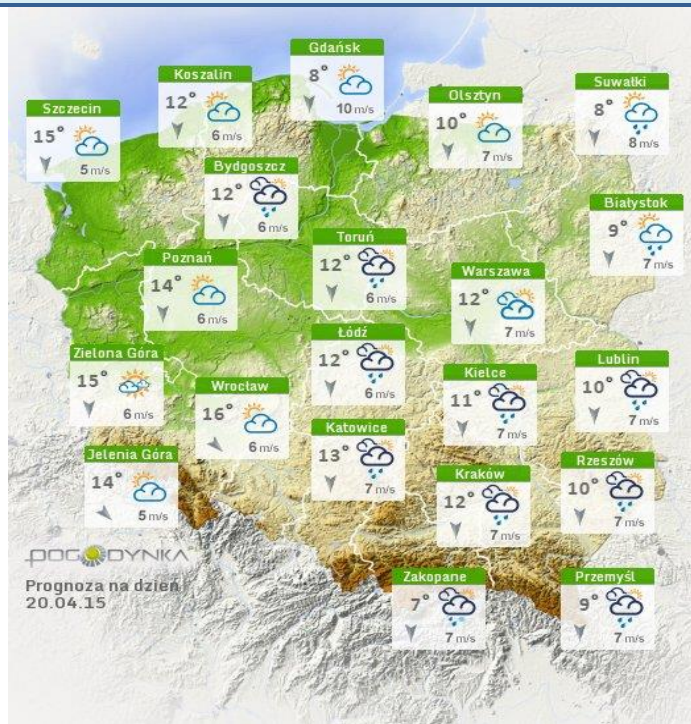 Gdańsk
8°
10 m/s
Koszalin
12°
6 m/s
Szczecin
15°
5 m/s
Olsztyn
10°
7 m/s
Suwałki
8°
8 m/s
Bydgoszcz
12°
6 m/s
Białystok
9°
7 m/s
Toruń
12°
6 m/s
Poznań
14°
6 m/s
Warszawa
12°
7 m/s
Łódź
12°
6 m/s
Zielona Góra
15°
6 m/s
Wrocław
16°
6 m/s
Kielce
11°
7 m/s
Lublin
10°
7 m/s
Katowice
13°
7 m/s
Jelenia Góra
14°
5 m/s
Kraków
12°
7 m/s
Rzeszów
10°
7 m/s
POGODYNKA
Prognoza na dzień
20.04.15
Zakopane
7°
7 m/s
Przemyśl
9°
7 m/s